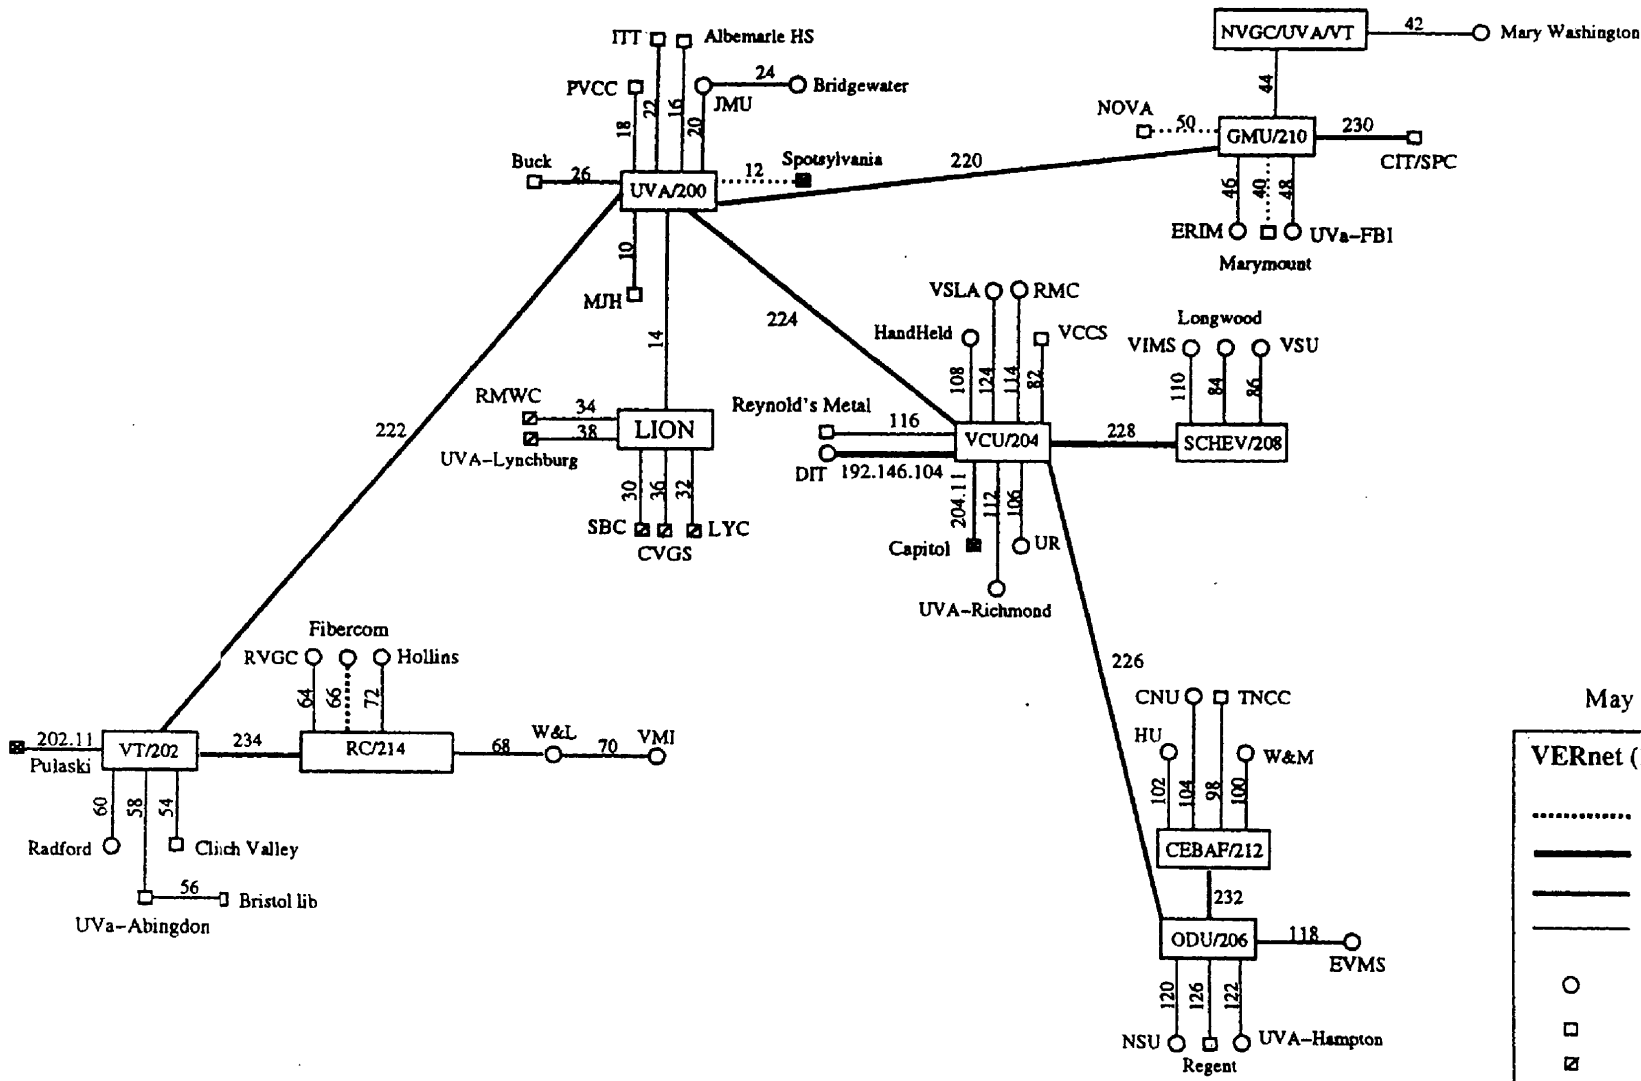 ITT
Albemarle HS
NVGC/UVA/VT
42
Mary Washington
PVCC
22
16
24
Bridgewater
JMU
44
18
20
NOVA
50
GMU/210
230
CIT/SPC
Buck
26
12
Spotsylvania
220
UVA/200
46
40
48
ERIM
UVa-FBI
Marymount
10
MJH
VSLA
RMC
224
14
HandHeld
VCCS
Longwood
VIMS
VSU
108
124
114
82
110
84
86
RMWC
34
Reynold's Metal
222
LION
116
VCU/204
228
SCHEV/208
38
UVA-Lynchburg
DIT
192.146.104
30
36
32
204.11
112
106
SBC
LYC
CVGS
Capitol
UR
UVA-Richmond
Fibercom
RVGC
Hollins
64
66
72
226
CNU
TNCC
May
202.11
VT/202
234
RC/214
68
W&L
70
VMI
HU
W&M
VERnet (
Pulaski
102
104
98
100
60
58
54
Radford
Clinch Valley
CEBAF/212
56
Bristol lib
UVa-Abingdon
232
ODU/206
118
EVMS
120
126
122
NSU
UVA-Hampton
Regent